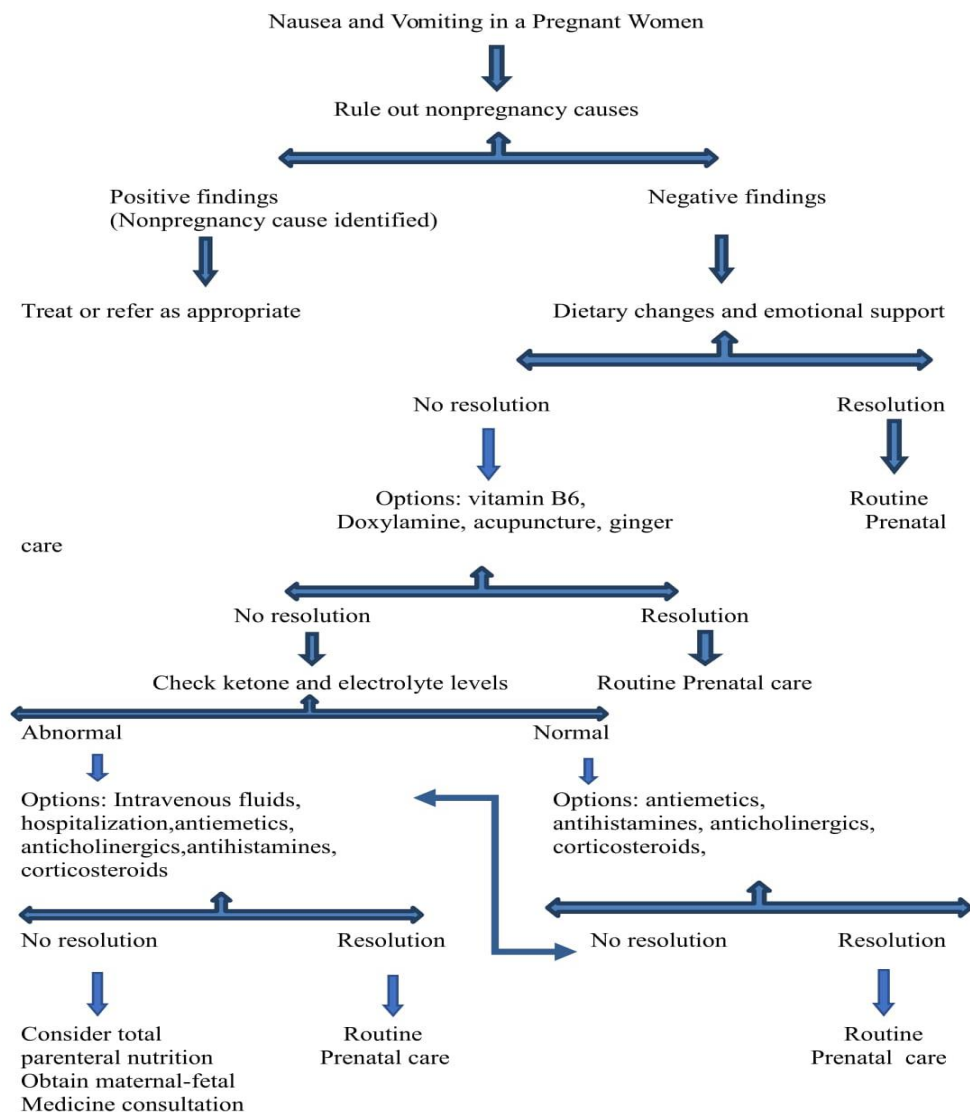 Nausea and Vomiting in a Pregnant Women
Rule out nonpregnancy causes
Positive findings
(Nonpregnancy cause identified)
Negative findings
Treat or refer as appropriate
Dietary changes and emotional support
No resolution
Resolution
Options: vitamin B6,
Doxylamine, acupuncture, ginger
Routine
Prenatal
care
No resolution
Resolution
Check ketone and electrolyte levels
Routine Prenatal care
Abnormal
Normal
Options: Intravenous fluids,
hospitalization,antiemetics,
anticholinergics,antihistamines,
corticosteroids
Options: antiemetics,
antihistamines, anticholinergics,
corticosteroids,
No resolution
Resolution
No resolution
Resolution
Consider total
parenteral nutrition
Obtain maternal-fetal
Medicine consultation
Routine
Prenatal care
Routine
Prenatal care